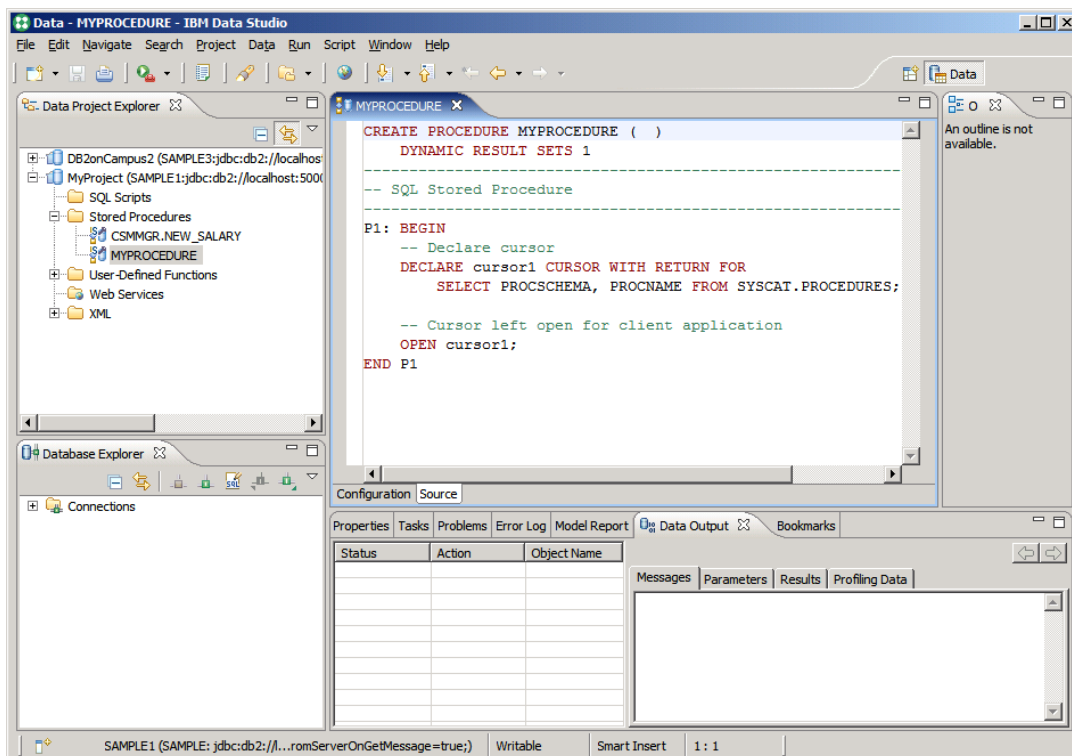 Data - MYPROCEDURE - IBM Data Studio
File Edit Navigate Search Project Data Run Script Window Help
Data
Data Project Explorer
DB2onCampus2 (SAMPLE3:jdbc:db2://localhos
MyProject (SAMPLE1:jdbc:db2://localhost:5000
SQL Scripts
Stored Procedures
CSMMGR.NEW_SALARY
MYPROCEDURE
User-Defined Functions
Web Services
XML
Database Explorer
SQL
Connections
MYPROCEDURE
CREATE PROCEDURE MYPROCEDURE ( )
DYNAMIC RESULT SETS 1
------------------------------------------------------------------------
-- SQL Stored Procedure
------------------------------------------------------------------------
P1: BEGIN
-- Declare cursor
DECLARE cursor1 CURSOR WITH RETURN FOR
SELECT PROCSCHEMA, PROCNAME FROM SYSCAT.PROCEDURES;
-- Cursor left open for client application
OPEN cursor1;
END P1
Configuration Source
O
An outline is not
available.
Properties Tasks Problems Error Log Model Report Data Output Bookmarks
Status Action Object Name
Messages Parameters Results Profiling Data
SAMPLE1 (SAMPLE: jdbc:db2://l...romServerOnGetMessage=true;) Writable Smart Insert 1 : 1